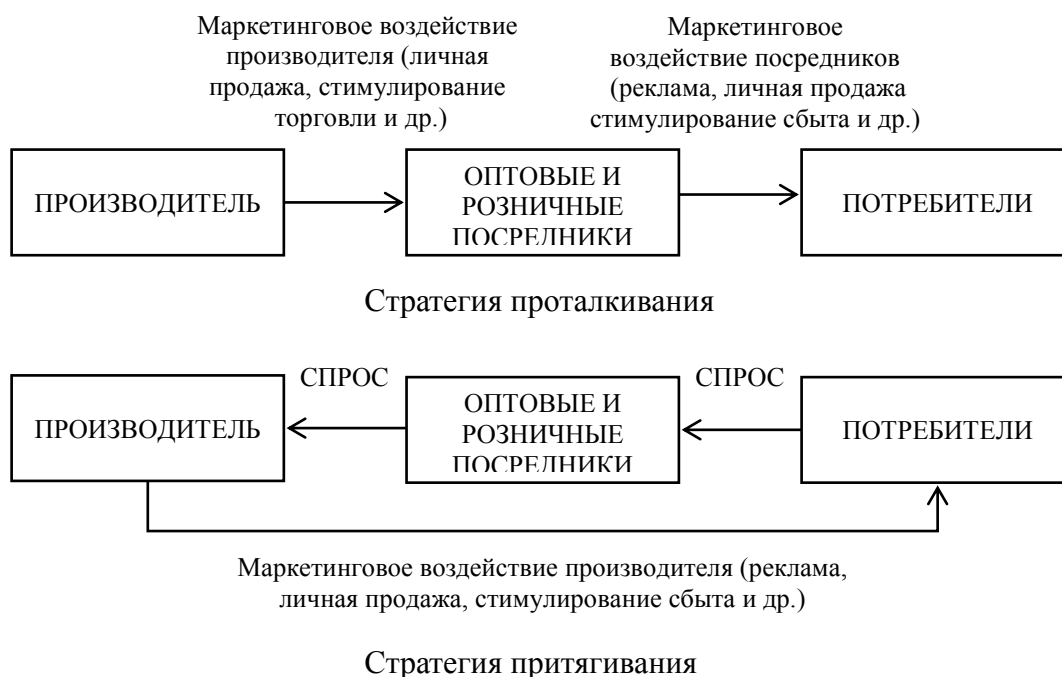 Маркетинговое воздействие
производителя (личная
продажа, стимулирование
торговли и др.)
Маркетинговое
воздействие посредников
(реклама, личная продажа
стимулирование сбыта и др.)
ПРОИЗВОДИТЕЛЬ
ОПТОВЫЕ И
РОЗНИЧНЫЕ
ПОСРЕДНИКИ
ПОТРЕБИТЕЛИ
Стратегия проталкивания
СПРОС
СПРОС
ПРОИЗВОДИТЕЛЬ
ОПТОВЫЕ И
РОЗНИЧНЫЕ
ПОСРЕДНИКИ
ПОТРЕБИТЕЛИ
Маркетинговое воздействие производителя (реклама,
личная продажа, стимулирование сбыта и др.)
Стратегия притягивания